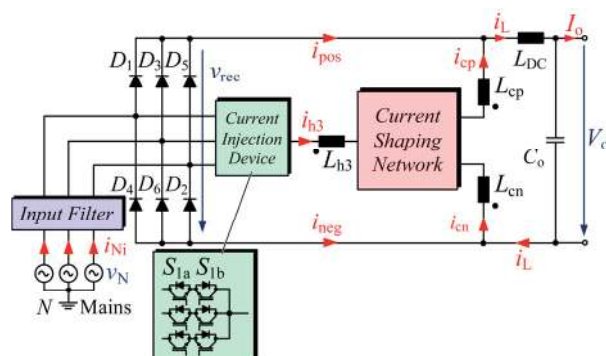 D1 D3 D5
vrec
ipos
iL
Io
LDC
icp
Lcp
Current
Injection
Device
ih3
Lh3
Current
Shaping
Network
Co
D4 D6 D2
Lcn
Input Filter
ineg
icn
iL
iNi
vN
N Mains
S1a S1b